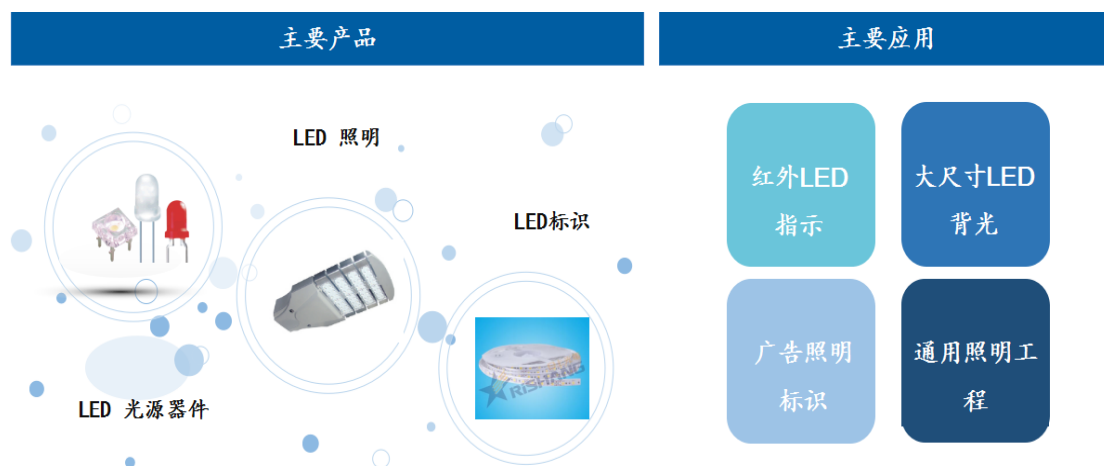 主要产品
主要应用
LED 照明
LED标识
LED 光源器件
RISHANG
红外LED
指示
大尺寸LED
背光
广告照明
标识
通用照明工
程